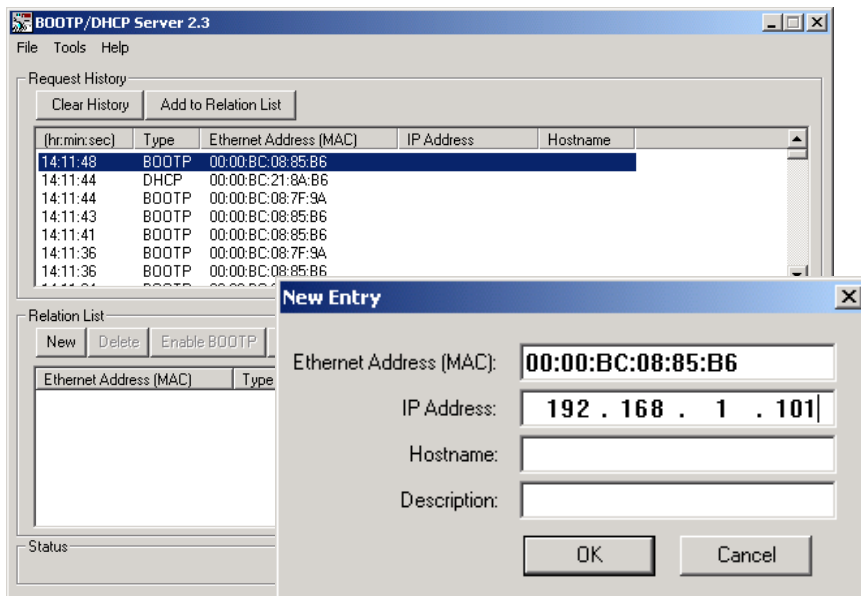 BOOTP/DHCP Server 2.3
File Tools Help
Request History
Clear History Add to Relation List
(hr:min:sec) Type Ethernet Address (MAC) IP Address Hostname
14:11:48 BOOTP 00:00:BC:08:85:B6
14:11:44 DHCP 00:00:BC:21:8A:B6
14:11:44 BOOTP 00:00:BC:08:7F:9A
14:11:43 BOOTP 00:00:BC:08:85:B6
14:11:41 BOOTP 00:00:BC:08:85:B6
14:11:36 BOOTP 00:00:BC:08:7F:9A
14:11:36 BOOTP 00:00:BC:08:85:B6
Relation List
New Delete Enable BOOTP
Ethernet Address (MAC) Type
Status
New Entry
Ethernet Address (MAC): 00:00:BC:08:85:B6
IP Address: 192 . 168 . 1 . 101
Hostname:
Description:
OK Cancel